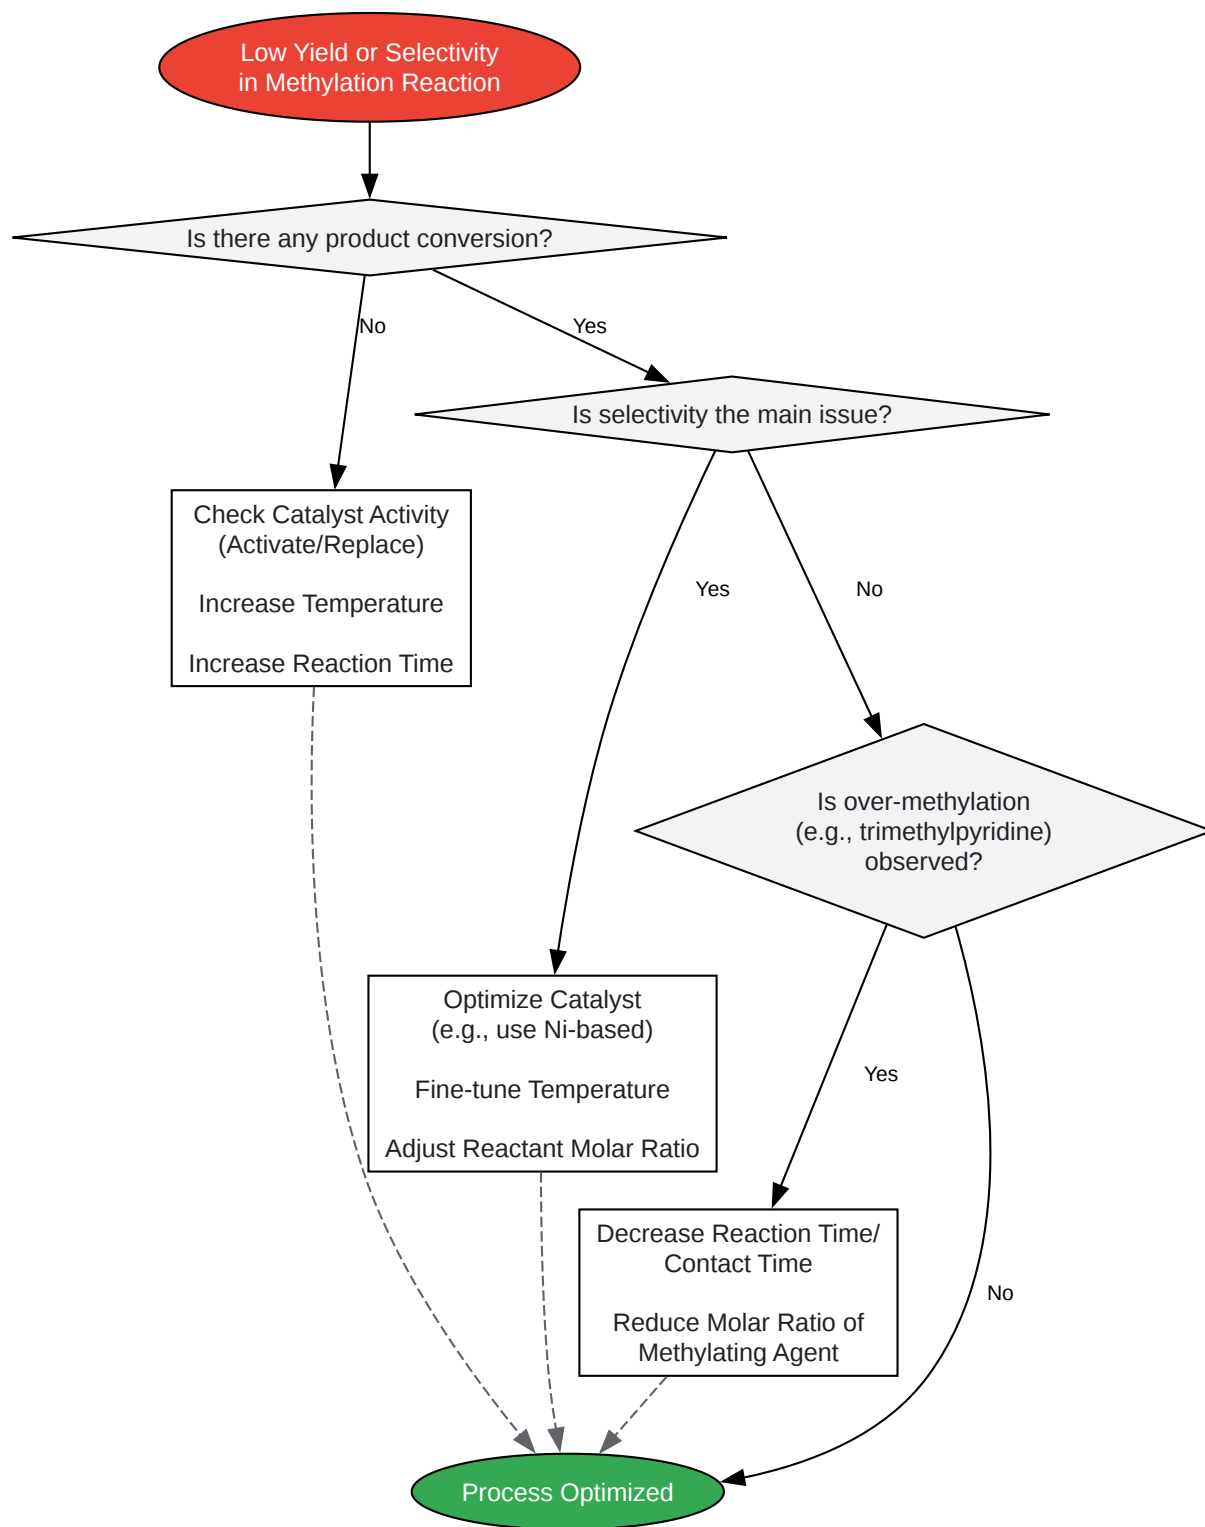 Low Yield or Selectivity
in Methylation Reaction
Is there any product conversion?
No
Yes
Is selectivity the main issue?
Check Catalyst Activity
(Activate/Replace)
Increase Temperature
Increase Reaction Time
Yes
No
Is over-methylation
(e.g., trimethylpyridine)
observed?
Optimize Catalyst
(e.g., use Ni-based)
Fine-tune Temperature
Adjust Reactant Molar Ratio
Yes
Decrease Reaction Time/
Contact Time
Reduce Molar Ratio of
Methylating Agent
No
Process Optimized